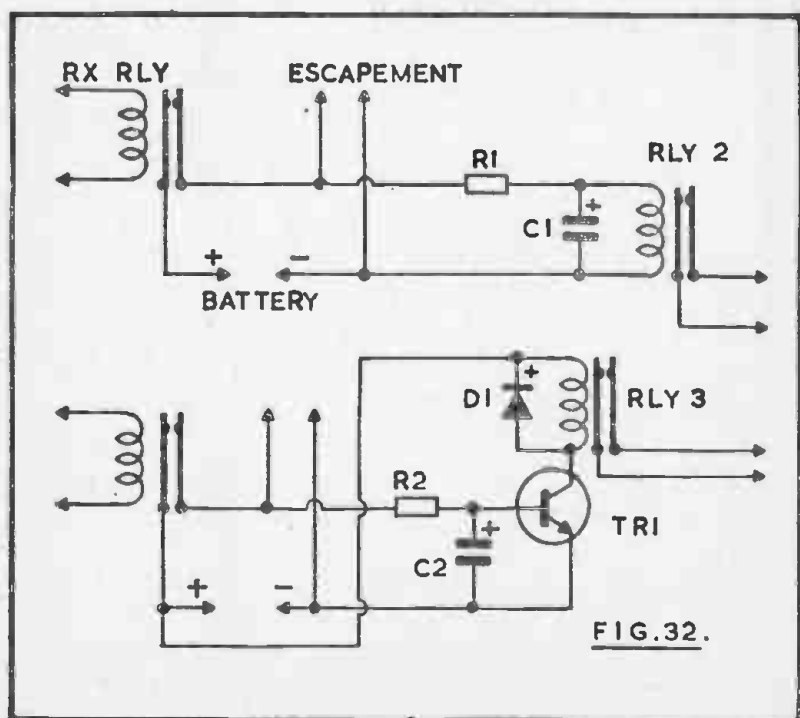 RX RLY
ESCAPEMENT
R1
RLY 2
+
C1
+ -
BATTERY
+
D1
RLY 3
R2
+
TR1
C2
+ -
FIG.32.